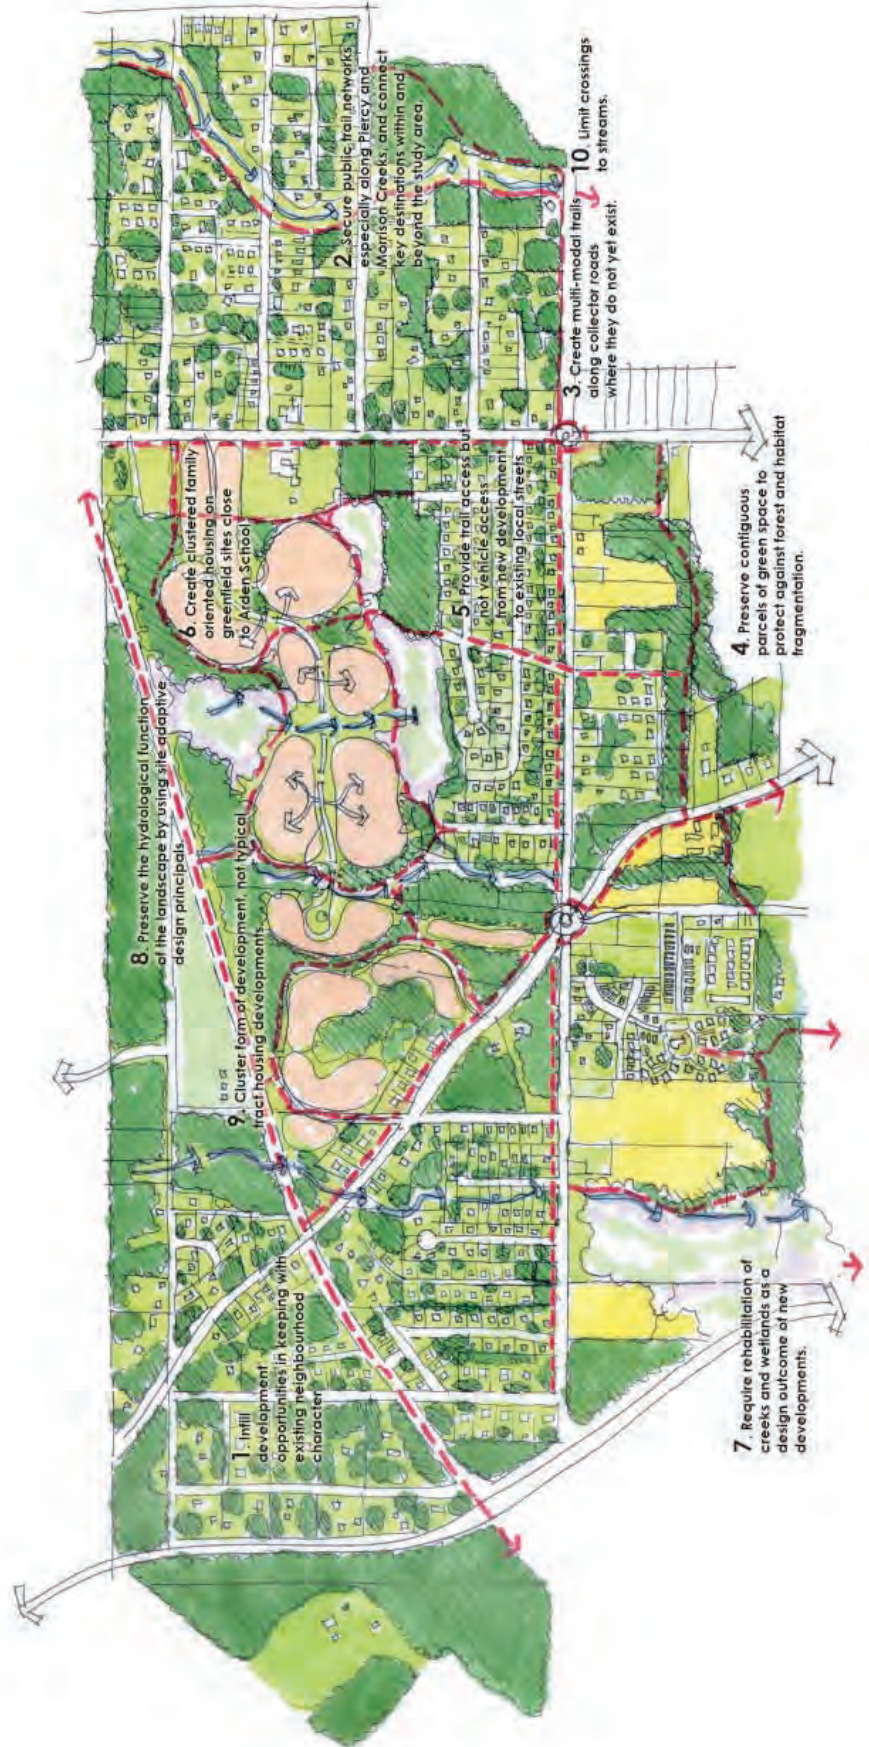 1. Infill
development
opportunities in keeping with
existing neighbourhood
character
2. Secure public trail networks
especially along Piercy and
Morrison Creeks, and connect
key destinations within and
beyond the study area.
3. Create multi-modal trails
along collector roads
where they do not yet exist.
4. Preserve contiguous
parcels of green space to
protect against forest and habitat
fragmentation.
5. Provide trail access but
not vehicle access
from new development
to existing local streets
6. Create clustered family
oriented housing on
greenfield sites close
to Arden School
7. Require rehabilitation of
creeks and wetlands as a
design outcome of new
developments.
8. Preserve the hydrological function
of the landscape by using site adaptive
design principals.
9. Cluster form of development, not typical
tract housing developments.
10. Limit crossings
to streams.